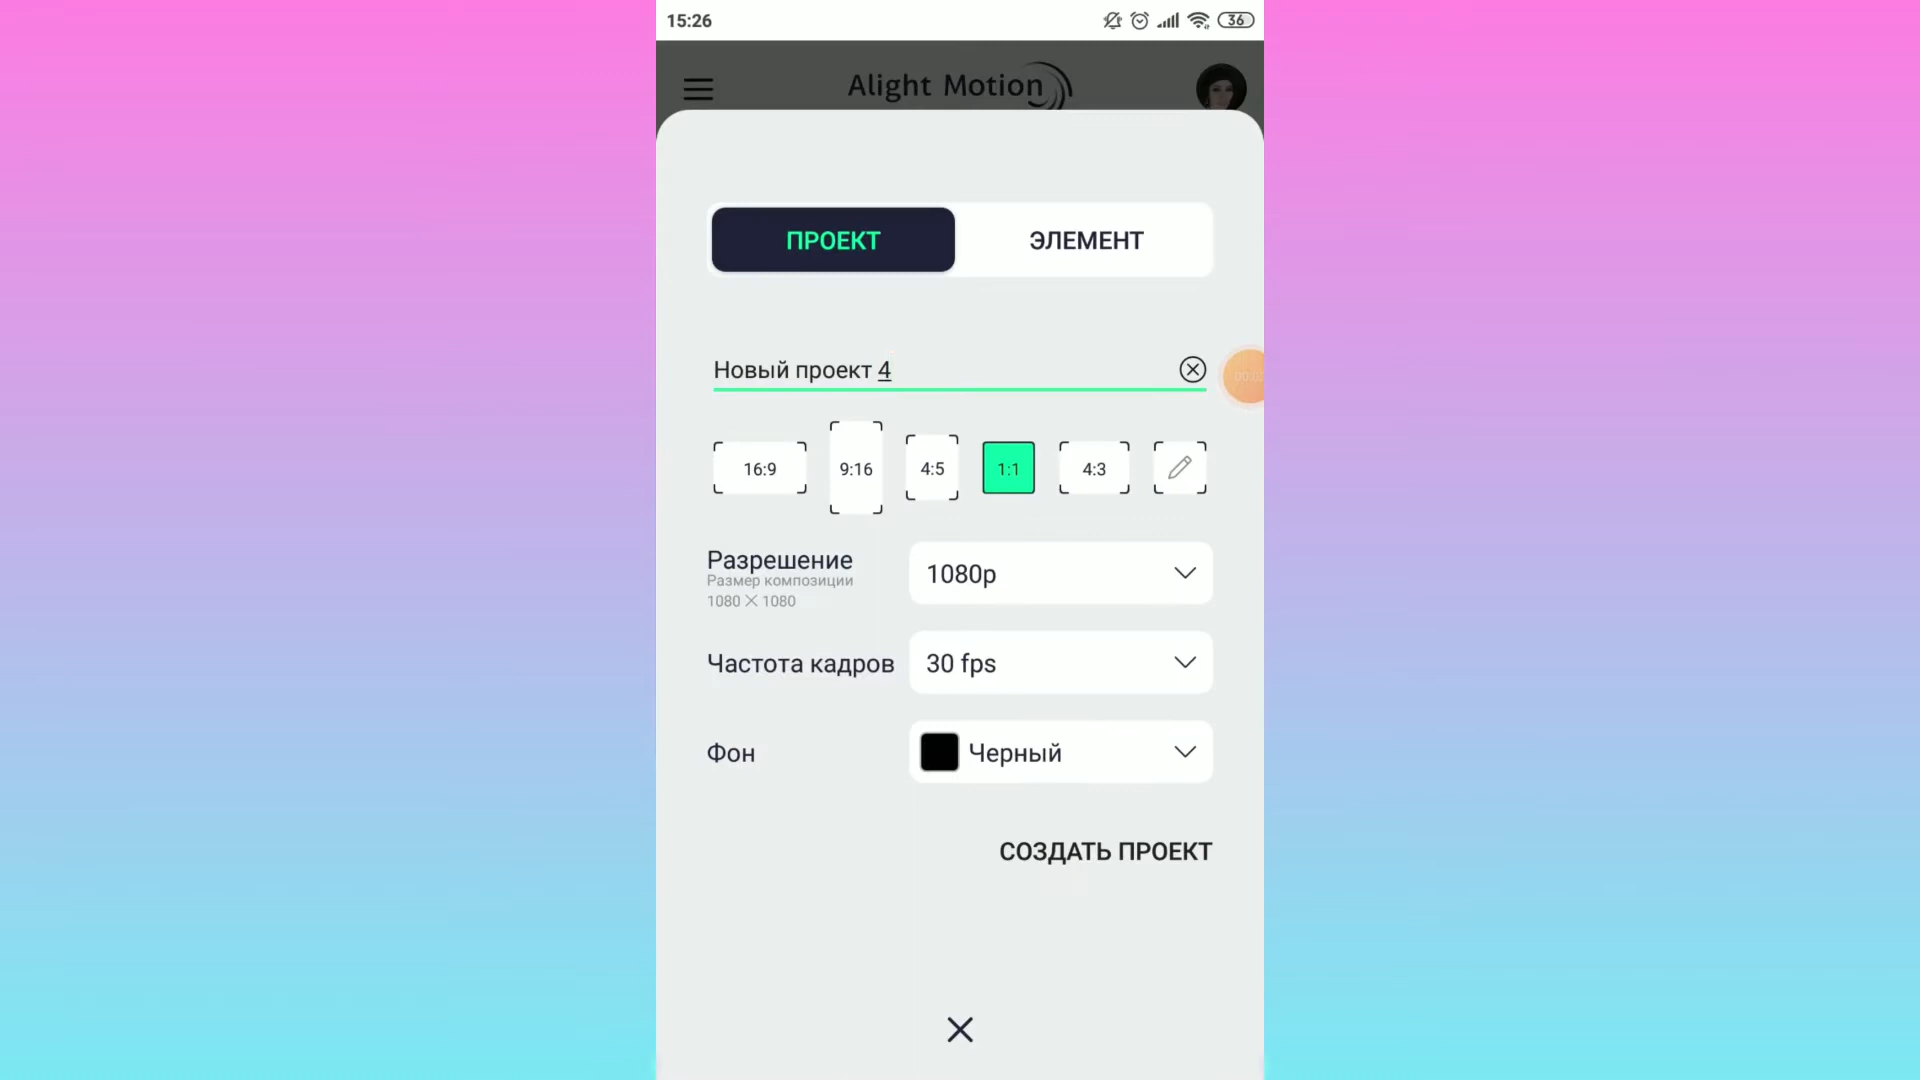 15:26
36
Alight Motion
ПРОЕКТ
ЭЛЕМЕНТ
Новый проект 4
16:9
9:16
4:5
1:1
4:3
Разрешение
Размер композиции
1080 × 1080
1080p
Частота кадров
30 fps
Фон
Черный
СОЗДАТЬ ПРОЕКТ